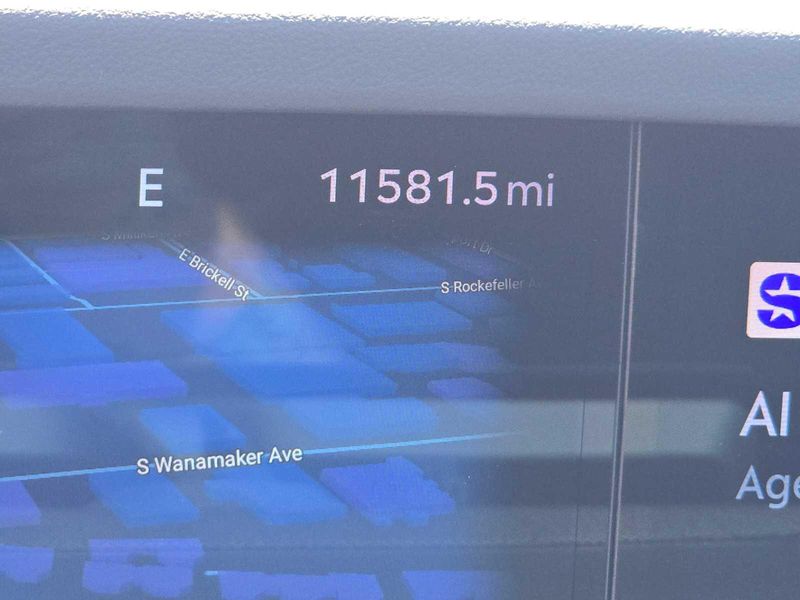 E 11581.5 mi
E Brickell St
S Rockefeller
S Wanamaker Ave
S
Al
Age